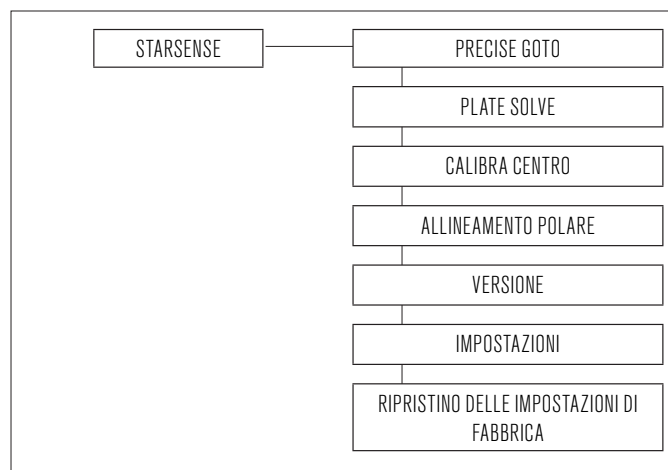 STARSENSE
PRECISE GOTO
PLATE SOLVE
CALIBRA CENTRO
ALLINEAMENTO POLARE
VERSIONE
IMPOSTAZIONI
RIPRISTINO DELLE IMPOSTAZIONI DI
FABBRICA